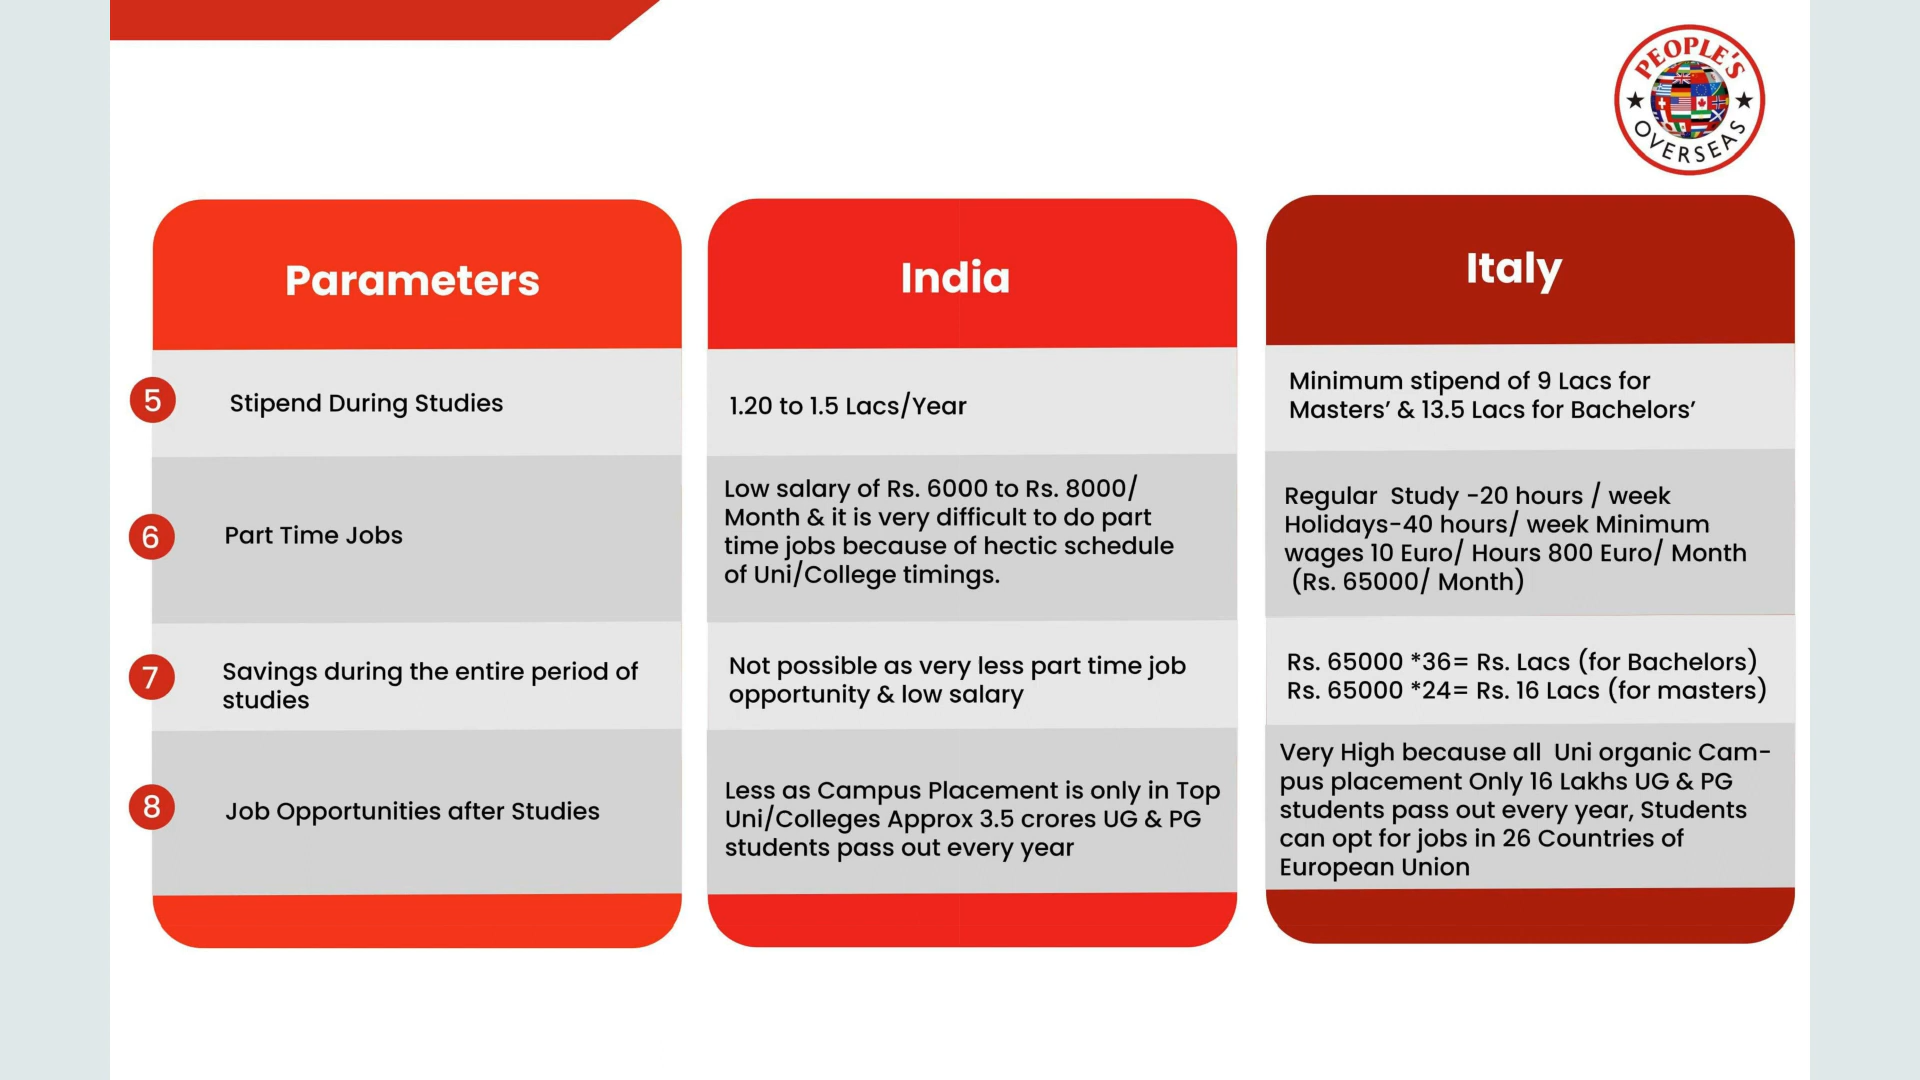 PEOPLE'S
OVERSEAS
Parameters
India
Italy
5
Stipend During Studies
1.20 to 1.5 Lacs/Year
Minimum stipend of 9 Lacs for
Masters’ & 13.5 Lacs for Bachelors’
6
Part Time Jobs
Low salary of Rs. 6000 to Rs. 8000/
Month & it is very difficult to do part
time jobs because of hectic schedule
of Uni/College timings.
Regular  Study -20 hours / week
Holidays-40 hours/ week Minimum
wages 10 Euro/ Hours 800 Euro/ Month
(Rs. 65000/ Month)
7
Savings during the entire period of
studies
Not possible as very less part time job
opportunity & low salary
Rs. 65000 *36= Rs. Lacs (for Bachelors)
Rs. 65000 *24= Rs. 16 Lacs (for masters)
8
Job Opportunities after Studies
Less as Campus Placement is only in Top
Uni/Colleges Approx 3.5 crores UG & PG
students pass out every year
Very High because all  Uni organic Cam-
pus placement Only 16 Lakhs UG & PG
students pass out every year, Students
can opt for jobs in 26 Countries of
European Union